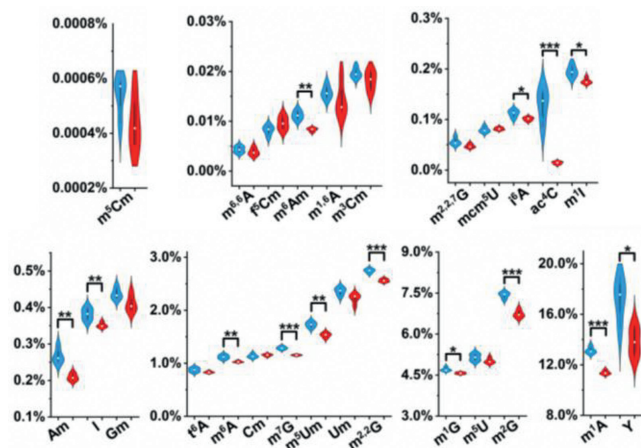 0.0008%
0.0006%
0.0004%
0.0002%
m⁵Cm
0.03%
0.02%
0.01%
0.00%
**
m⁶,⁶A
f⁵Cm
m⁶Am
m¹,⁶A
m³Cm
0.3%
0.2%
0.1%
0.0%
*
***
*
m²,²,⁷G
mcm⁵U
i⁶A
ac⁴C
m¹I
0.5%
0.4%
0.3%
0.2%
0.1%
**
**
Am
I
Gm
3.0%
2.0%
1.0%
0.0%
**
***
**
***
t⁶A
m⁶A
Cm
m⁷G
m⁵Um
Um
m²,²G
9.0%
7.5%
6.0%
4.5%
3.0%
*
***
m¹G
m⁵U
m²G
20.0%
16.0%
12.0%
8.0%
***
*
m¹A
Y